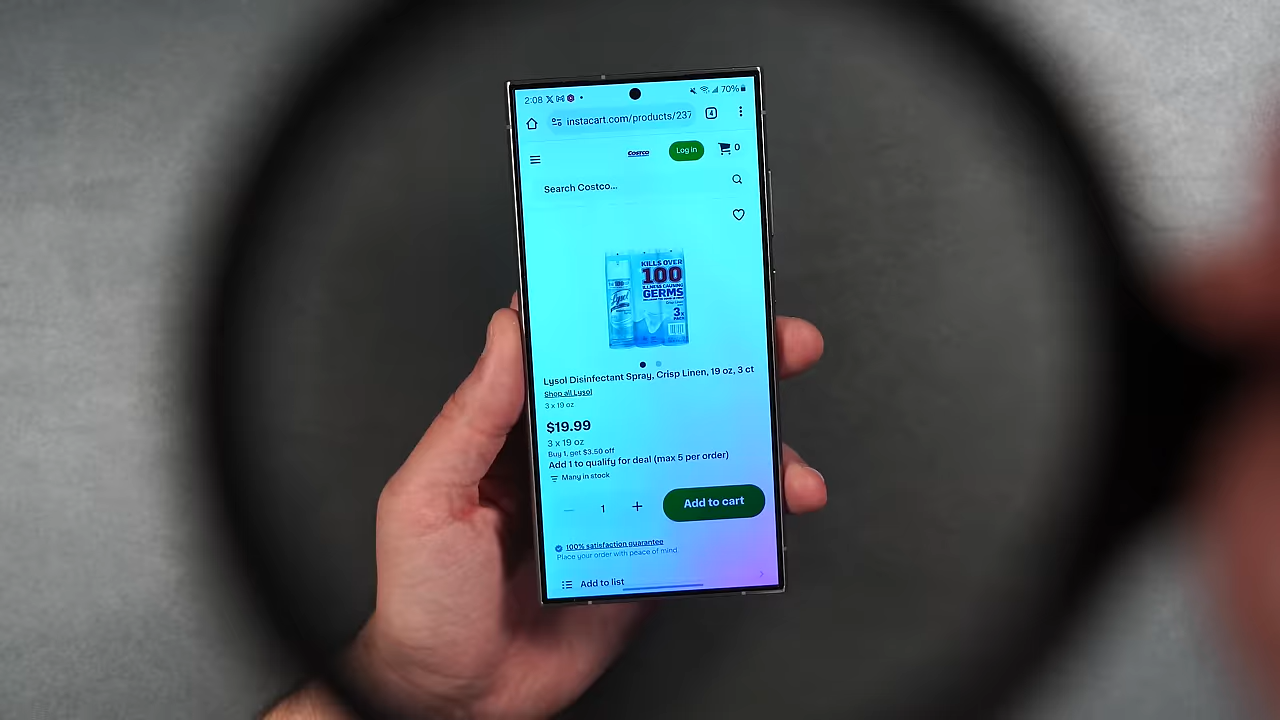 2:08 70%
instacart.com/products/237 4
Costco Log in 0
Search Costco...
Lysol
KILLS OVER
100
ILLNESS CAUSING
GERMS
3x
PACK
Lysol Disinfectant Spray, Crisp Linen, 19 oz, 3 ct
Shop all Lysol
3 x 19 oz
$19.99
3 x 19 oz
Buy 1, get $3.50 off
Add 1 to qualify for deal (max 5 per order)
Many in stock
1 Add to cart
100% satisfaction guarantee
Place your order with peace of mind
Add to list